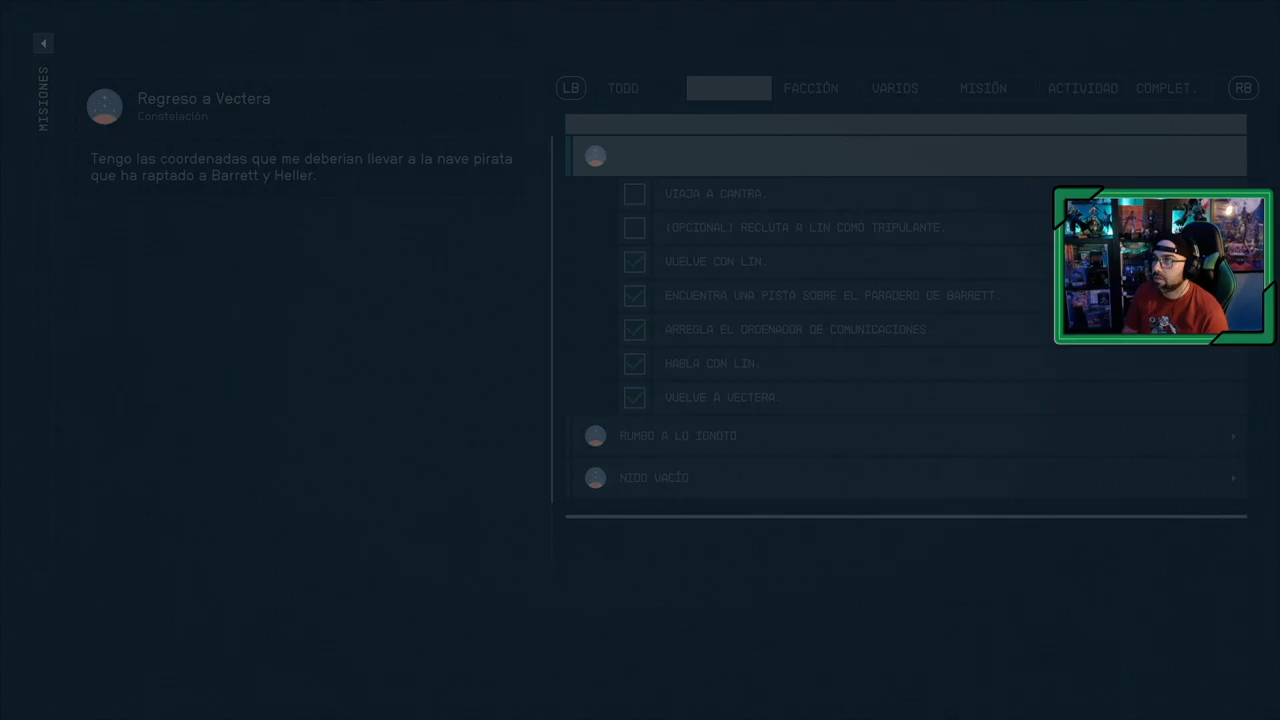 MISIONES
Regreso a Vectera
Constelación
Tengo las coordenadas que me deberian llevar a la nave pirata
que ha raptado a Barrett y Heller.
LB TODO FACCIÓN VARIOS MISIÓN ACTIVIDAD COMPLET. RB
VIAJA A CANTRA.
(OPCIONAL) RECLUTA A LIN COMO TRIPULANTE.
VUELVE CON LIN.
ENCUENTRA UNA PISTA SOBRE EL PARADERO DE BARRETT.
ARREGLA EL ORDENADOR DE COMUNICACIONES
HABLA CON LIN.
VUELVE A VECTERA.
RUMBO A LO IGNOTO
NIDO VACÍO